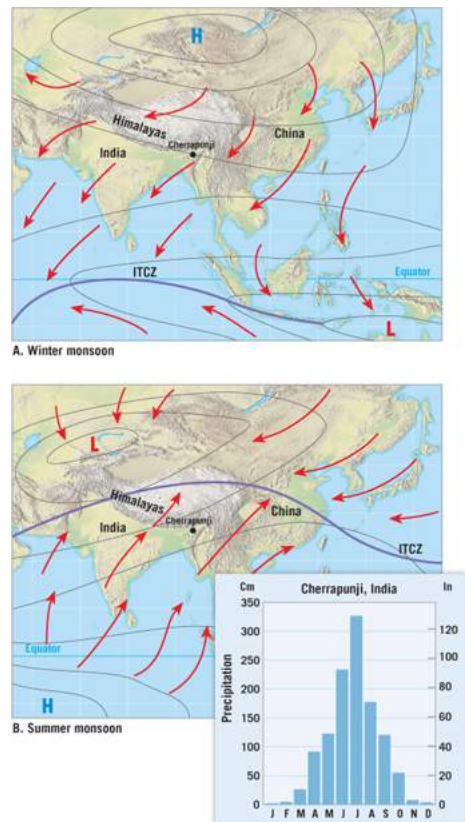 H
Himalayas
Cherrapunji
India
China
ITCZ
Equator
L
A. Winter monsoon
L
Himalayas
India
Cherrapunji
China
ITCZ
Equator
H
B. Summer monsoon
Cm Cherrapunji, India In
350
300
250
200
150
100
50
0
Precipitation
120
100
80
60
40
20
0
J F M A M J J A S O N D